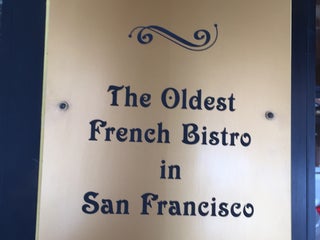 The Oldest
French Bistro
in
San Francisco